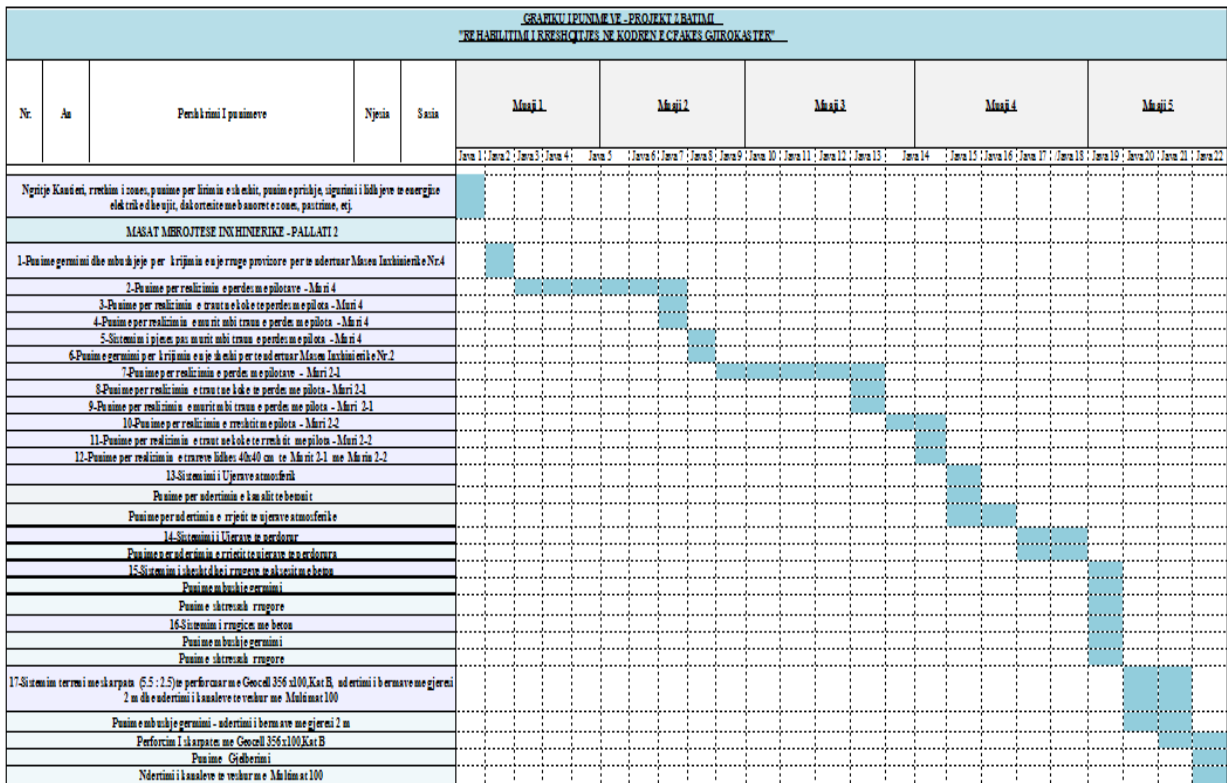 GRAFIKU I PUNIMEVE - PROJEKT ZBATIMI
"REHABILITIMI I RRESHQITJES NE KODREN E CFAKES GJIROKASTER"
Nr. An Pershkrimi I punimeve Njesia Sasia Muaji 1 Muaji 2 Muaji 3 Muaji 4 Muaji 5
Java 1 Java 2 Java 3 Java 4 Java 5 Java 6 Java 7 Java 8 Java 9 Java 10 Java 11 Java 12 Java 13 Java 14 Java 15 Java 16 Java 17 Java 18 Java 19 Java 20 Java 21 Java 22
Ngritje Kantieri, rrethim i zones, punime per lirimin e sheshit, punime prishje, sigurimi i lidhjeve te energjise
elektrike dhe ujit, dakortesite me banoret e zones, pastrime, etj.
MASAT MBROJTESE INXHINIERIKE - PALLATI 2
1-Punime germimi dhe mbushjeje per krijimin e nje rruge provizore per te ndertuar Masen Inxhinierike Nr.4
2-Punime per realizimin e perdes me pilotave - Muri 4
3-Punime per realizimin e traut ne koke te perdes me pilota - Muri 4
4-Punime per realizimin e murit mbi traun e perdes me pilota - Muri 4
5-Sistemim i pjeses pas murit mbi traun e perdes me pilota - Muri 4
6-Punime germimi per krijimin e nje sheshi per te ndertuar Masen Inxhinierike Nr.2
7-Punime per realizimin e perdes me pilotave - Muri 2-1
8-Punime per realizimin e traut ne koke te perdes me pilota - Muri 2-1
9-Punime per realizimin e murit mbi traun e perdes me pilota - Muri 2-1
10-Punime per realizimin e rreshtit me pilota - Muri 2-2
11-Punime per realizimin e traut ne koke te rreshtit me pilota - Muri 2-2
12-Punime per realizimin e trareve lidhes 40x40 cm te Murit 2-1 me Murin 2-2
13-Sistemimi i Ujerave atmosferik
Punime per ndertimin e kanalit te betonit
Punime per ndertimin e rrjetit te ujerave atmosferike
14-Sistemimi i Ujerave te perdorur
Punime per ndertimin e rrjetit te ujerave te perdorura
15-Sistemim i sheshit dhe i rrugeve te aksesit me beton
Punime mbushje germimi
Punime shtresash rrugore
16-Sistemim i rrugices me beton
Punime mbushje germimi
Punime shtresash rrugore
17-Sistemim terreni me skarpata (5.5 : 2.5) te perforcuar me Geocell 356 x100, Kat B, ndertimi i bermave me gjeresi
2 m dhe ndertimi i kanaleve te veshur me Multimat 100
Punime mbushje germimi - ndertimi i bermave me gjeresi 2 m
Perforcim I skarpates me Geocell 356 x100, Kat B
Punime Gjelberimi
Ndertimi i kanaleve te veshur me Multimat 100